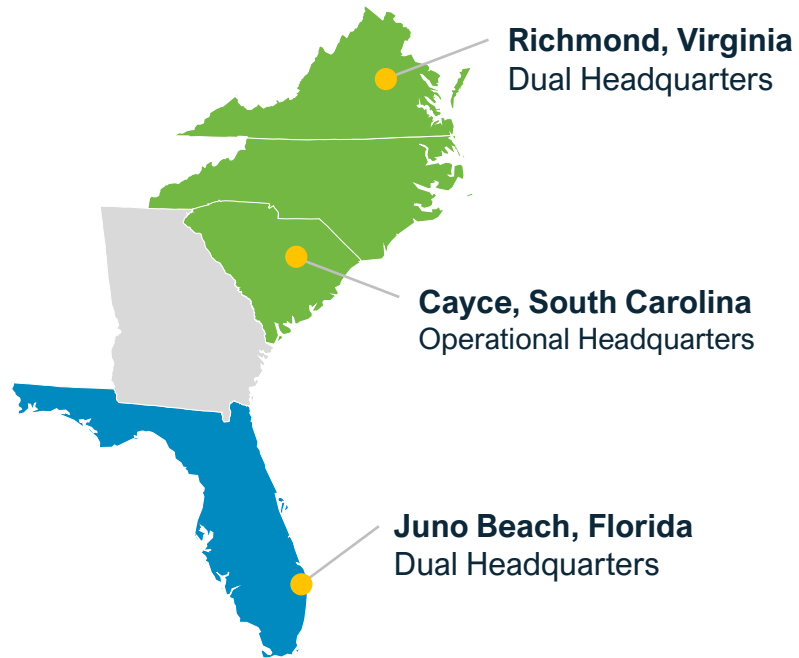 Richmond, Virginia
Dual Headquarters
Cayce, South Carolina
Operational Headquarters
Juno Beach, Florida
Dual Headquarters